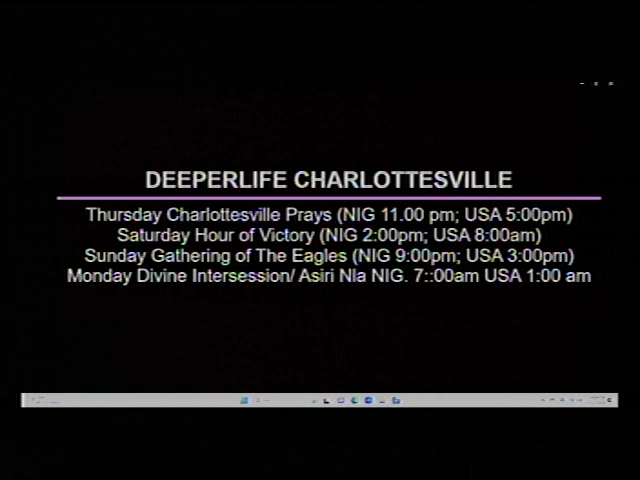 DEEPERLIFE CHARLOTTESVILLE
Thursday Charlottesville Prays (NIG 11.00 pm; USA 5:00pm)
Saturday Hour of Victory (NIG 2:00pm; USA 8:00am)
Sunday Gathering of The Eagles (NIG 9:00pm; USA 3:00pm)
Monday Divine Intersession/ Asiri Nla NIG. 7::00am USA 1:00 am